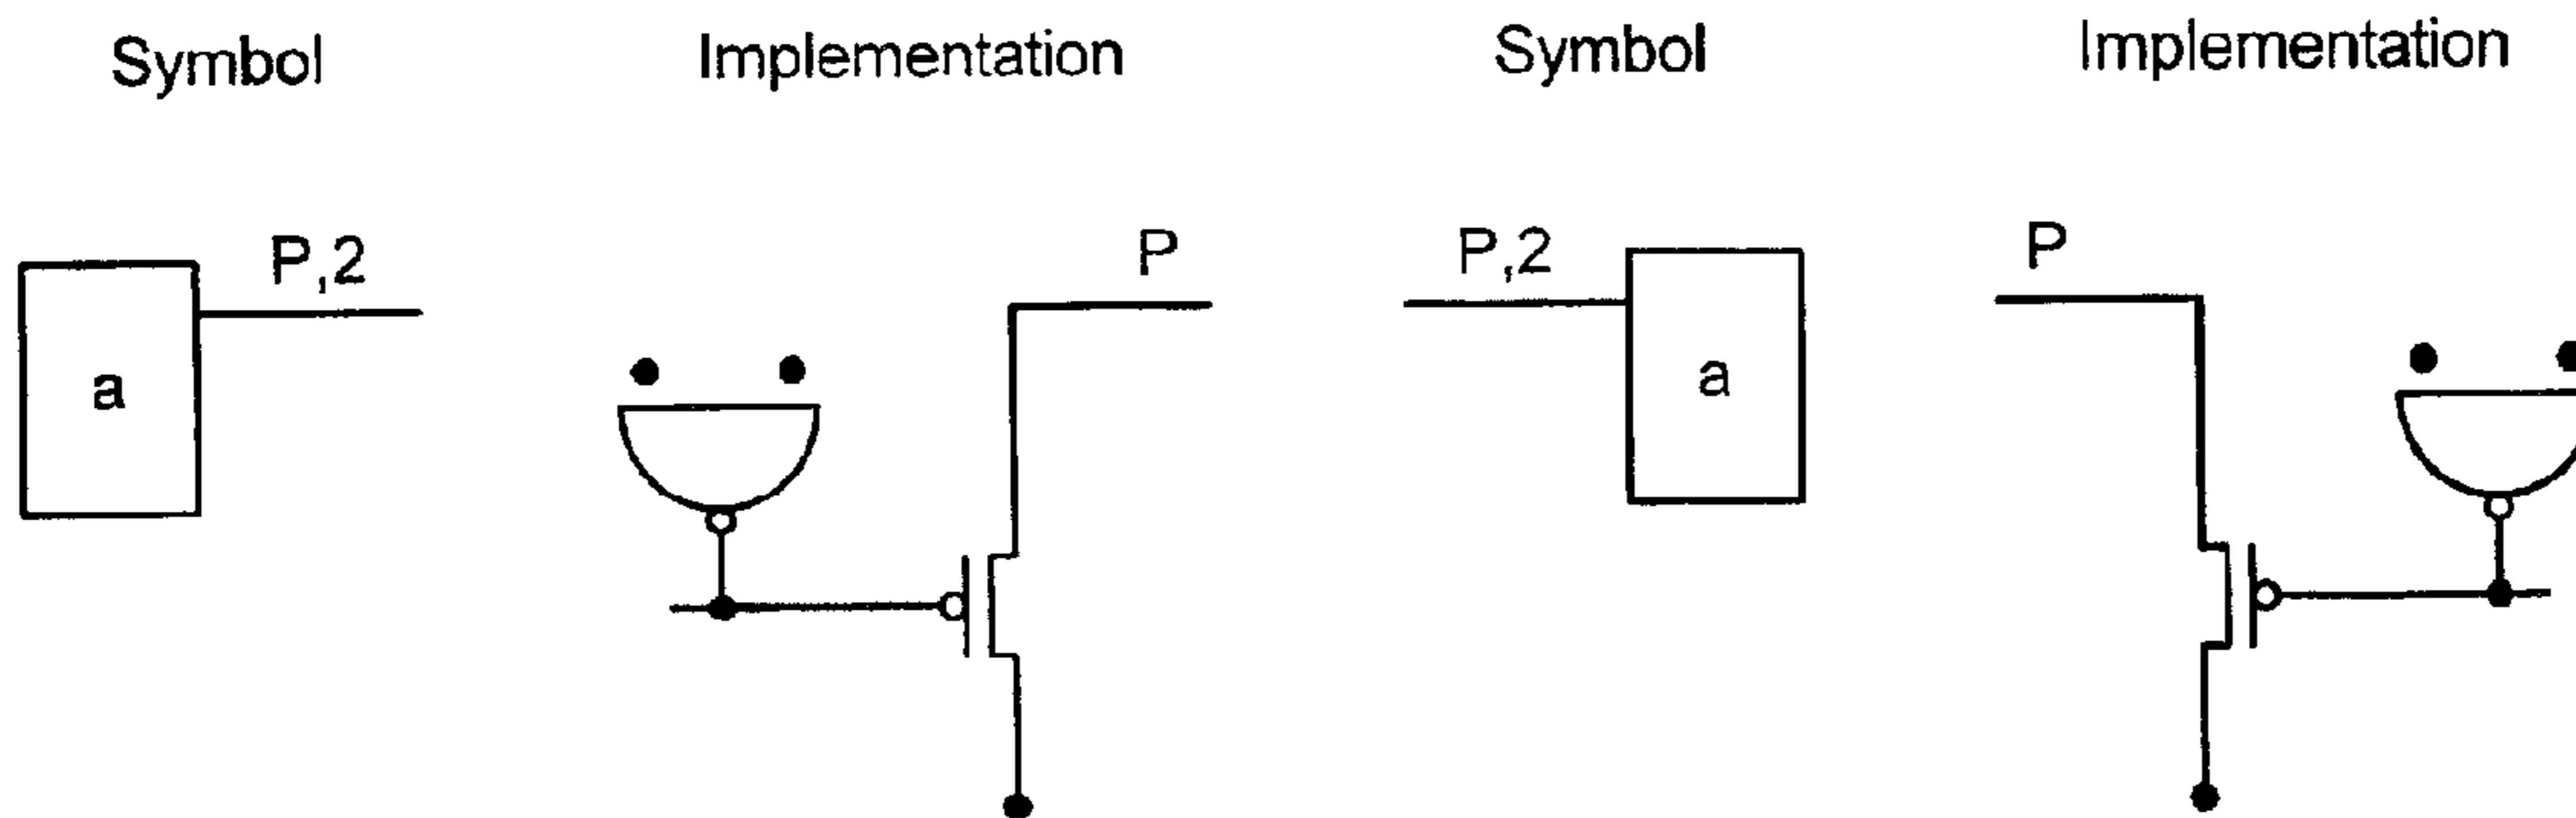 Symbol Implementation Symbol Implementation
P,2 P P,2 P
a a